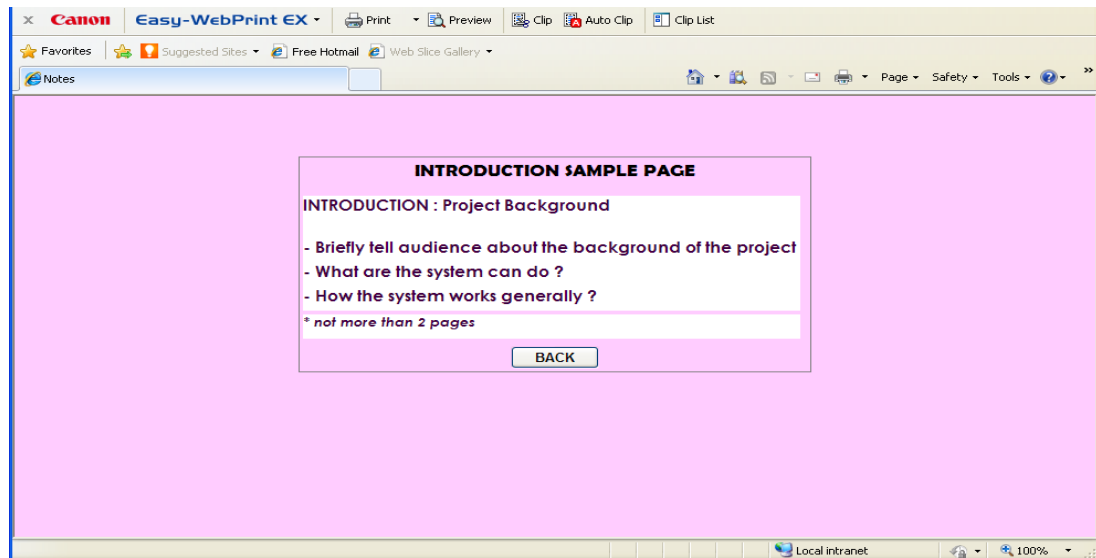 x Canon Easy-WebPrint EX Print Preview Clip Auto Clip Clip List
Favorites Suggested Sites Free Hotmail Web Slice Gallery
Notes Page Safety Tools »
INTRODUCTION SAMPLE PAGE
INTRODUCTION : Project Background
- Briefly tell audience about the background of the project
- What are the system can do ?
- How the system works generally ?
* not more than 2 pages
BACK
Local intranet 100%